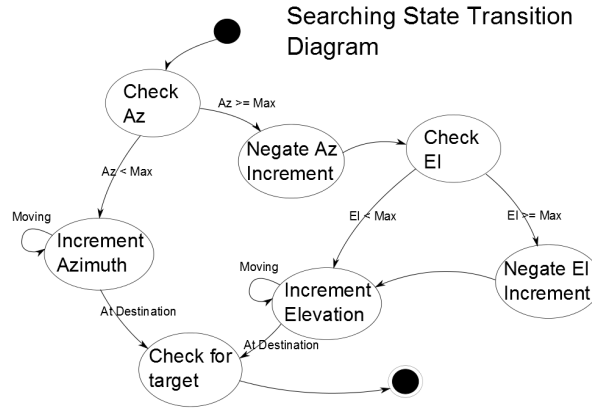 Searching State Transition
Diagram
Check
Az
Az >= Max
Negate Az
Increment
Check
El
Az < Max
El < Max
El >= Max
Moving
Increment
Azimuth
Moving
Increment
Elevation
Negate El
Increment
At Destination
At Destination
Check for
target